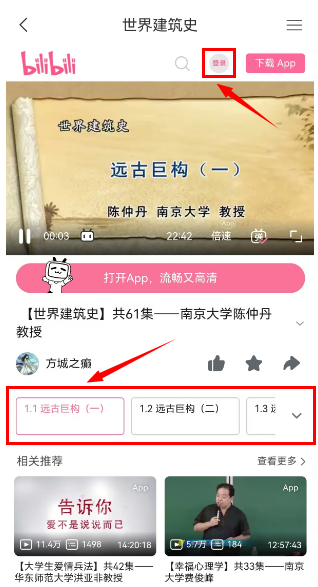 世界建筑史
bilibili
登录
下载 App
世界建筑史
远古巨构（一）
陈仲丹 南京大学 教授
00:03
22:42
倍速
弹
打开App，流畅又高清
【世界建筑史】共61集——南京大学陈仲丹
教授
方城之癫
1.1 远古巨构（一）
1.2 远古巨构（二）
1.3 远
相关推荐
查看更多
App
告诉你
爱不是说说而已
11.4万
1498
14:20:18
App
5万
533
12:57:43
【大学生爱情兵法】共42集——
华东师范大学洪亚非教授
【幸福心理学】共33集——南京
大学费俊峰